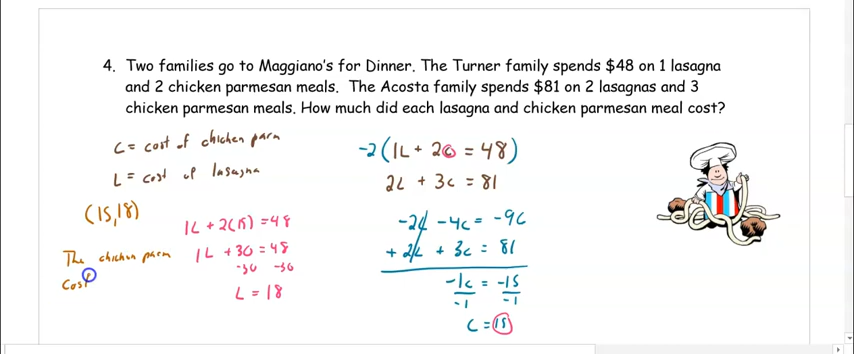 4. Two families go to Maggiano's for Dinner. The Turner family spends $48 on 1 lasagna
and 2 chicken parmesan meals. The Acosta family spends $81 on 2 lasagnas and 3
chicken parmesan meals. How much did each lasagna and chicken parmesan meal cost?
C = cost of chicken parm
L = cost of lasagna
(15,18)
The chicken parm
cost
1L + 2(15) = 48
1L + 30 = 48
-30 -30
L = 18
-2(1L + 2c = 48)
2L + 3c = 81
-2L - 4c = -96
+ 2L + 3c = 81
-1c = -15
-1 -1
C = 15